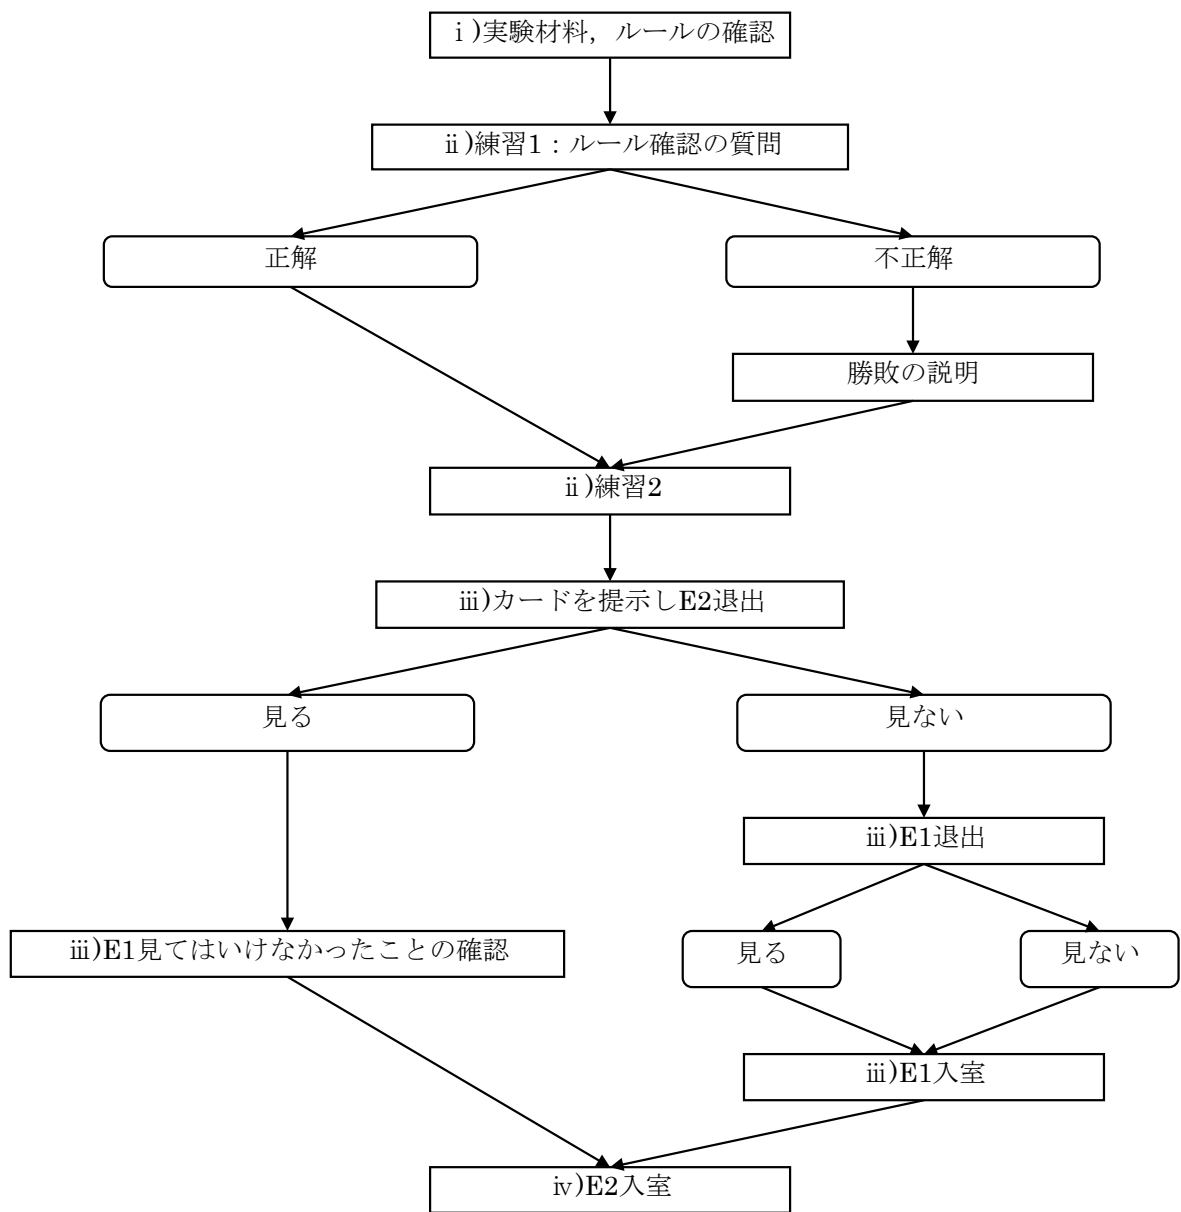 ⅰ)実験材料，ルールの確認
ⅱ)練習1：ルール確認の質問
正解
不正解
勝敗の説明
ⅱ)練習2
ⅲ)カードを提示しE2退出
見る
見ない
ⅲ)E1退出
ⅲ)E1見てはいけなかったことの確認
見る
見ない
ⅲ)E1入室
ⅳ)E2入室